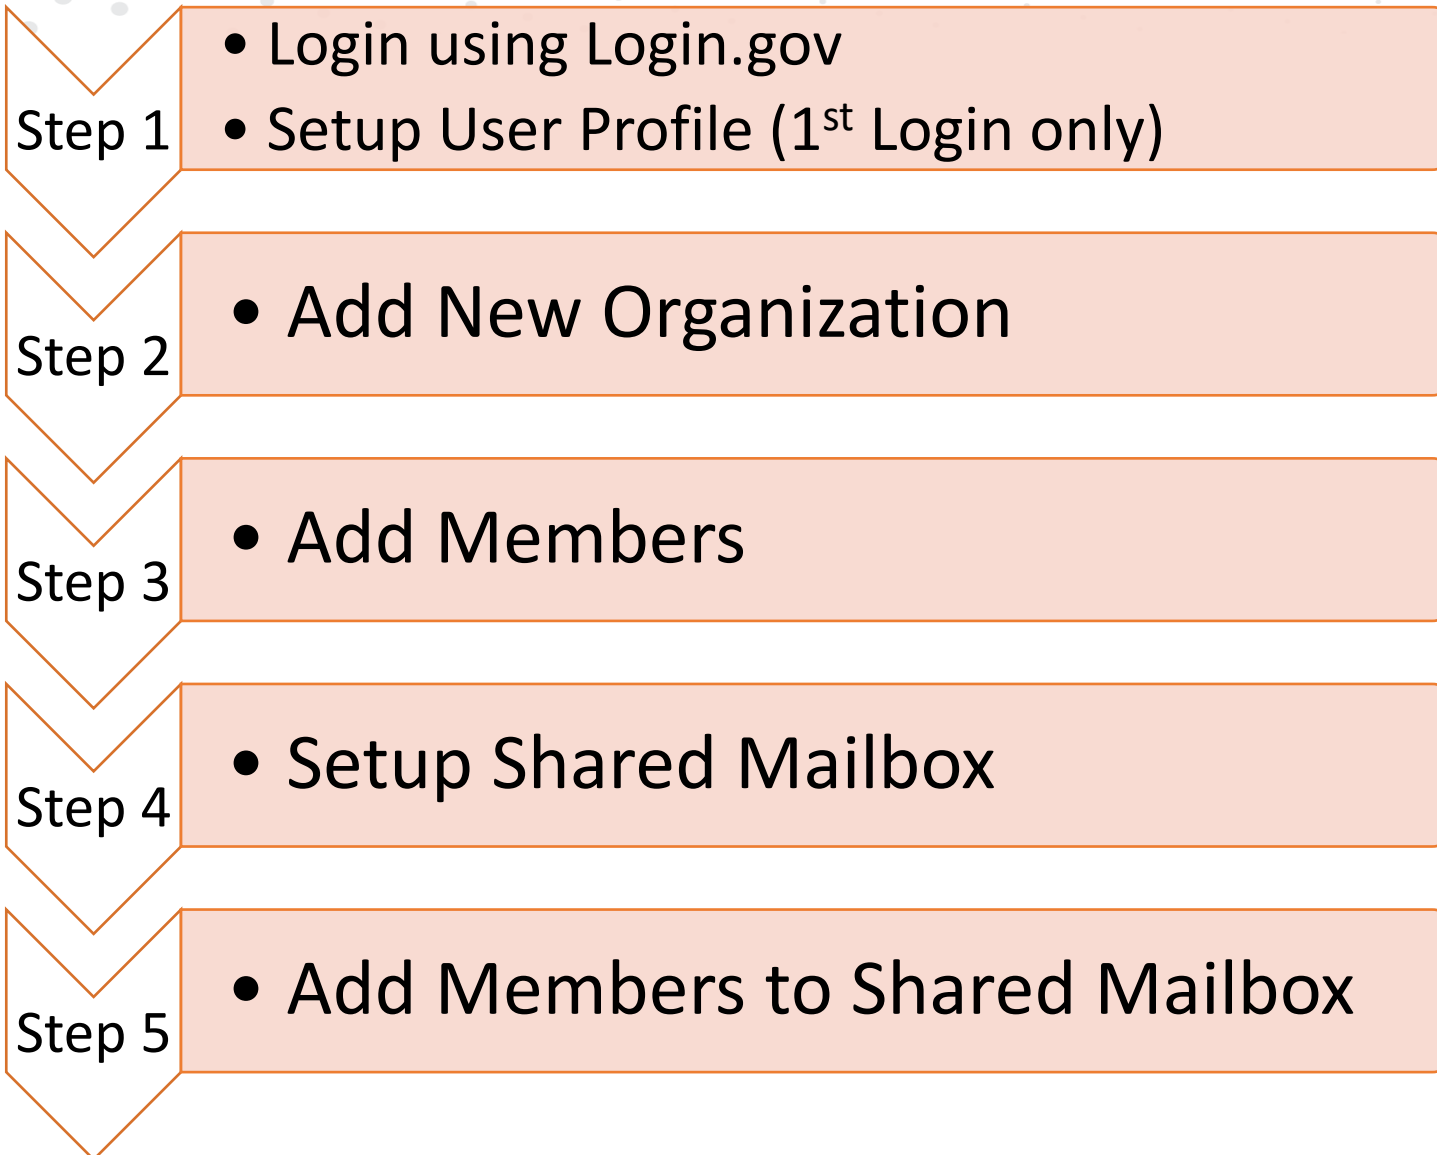 Step 1
• Login using Login.gov
• Setup User Profile (1st Login only)
Step 2
• Add New Organization
Step 3
• Add Members
Step 4
• Setup Shared Mailbox
Step 5
• Add Members to Shared Mailbox